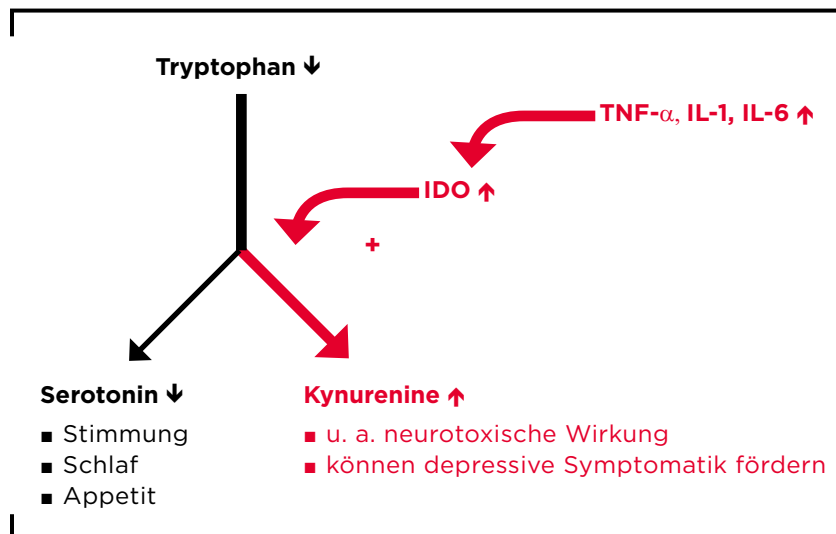 Tryptophan ↓
TNF-α, IL-1, IL-6 ↑
IDO ↑
+
Serotonin ↓
■ Stimmung
■ Schlaf
■ Appetit
Kynurenine ↑
■ u. a. neurotoxische Wirkung
■ können depressive Symptomatik fördern